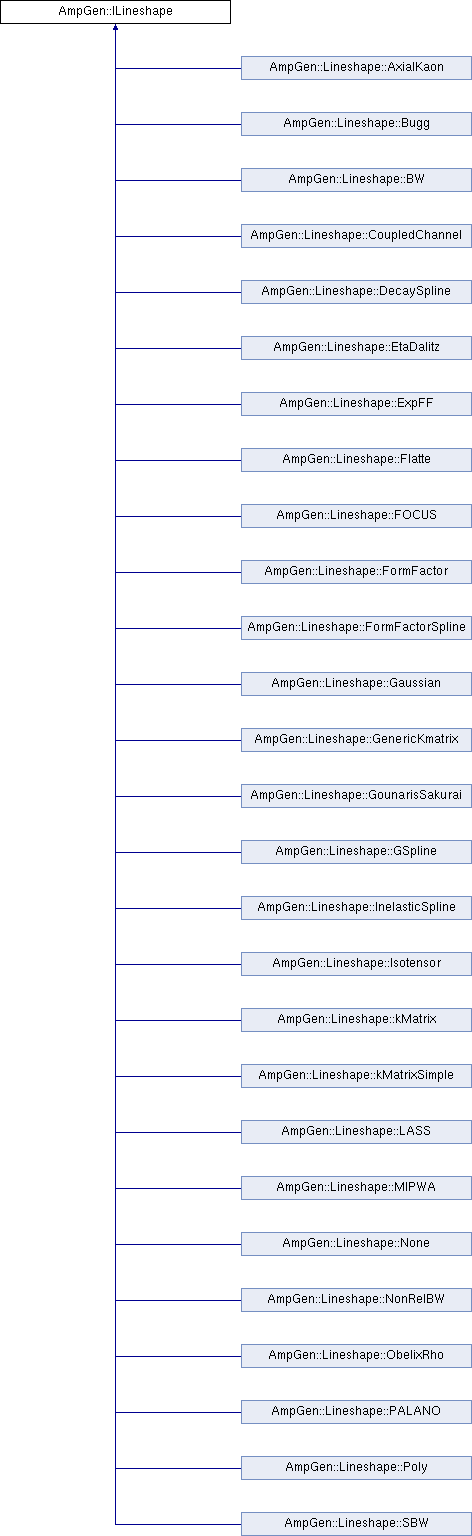 AmpGen::ILineshape
AmpGen::Lineshape::AxialKaon
AmpGen::Lineshape::Bugg
AmpGen::Lineshape::BW
AmpGen::Lineshape::CoupledChannel
AmpGen::Lineshape::DecaySpline
AmpGen::Lineshape::EtaDalitz
AmpGen::Lineshape::ExpFF
AmpGen::Lineshape::Flatte
AmpGen::Lineshape::FOCUS
AmpGen::Lineshape::FormFactor
AmpGen::Lineshape::FormFactorSpline
AmpGen::Lineshape::Gaussian
AmpGen::Lineshape::GenericKmatrix
AmpGen::Lineshape::GounarisSakurai
AmpGen::Lineshape::GSpline
AmpGen::Lineshape::InelasticSpline
AmpGen::Lineshape::Isotensor
AmpGen::Lineshape::kMatrix
AmpGen::Lineshape::kMatrixSimple
AmpGen::Lineshape::LASS
AmpGen::Lineshape::MIPWA
AmpGen::Lineshape::None
AmpGen::Lineshape::NonRelBW
AmpGen::Lineshape::ObelixRho
AmpGen::Lineshape::PALANO
AmpGen::Lineshape::Poly
AmpGen::Lineshape::SBW